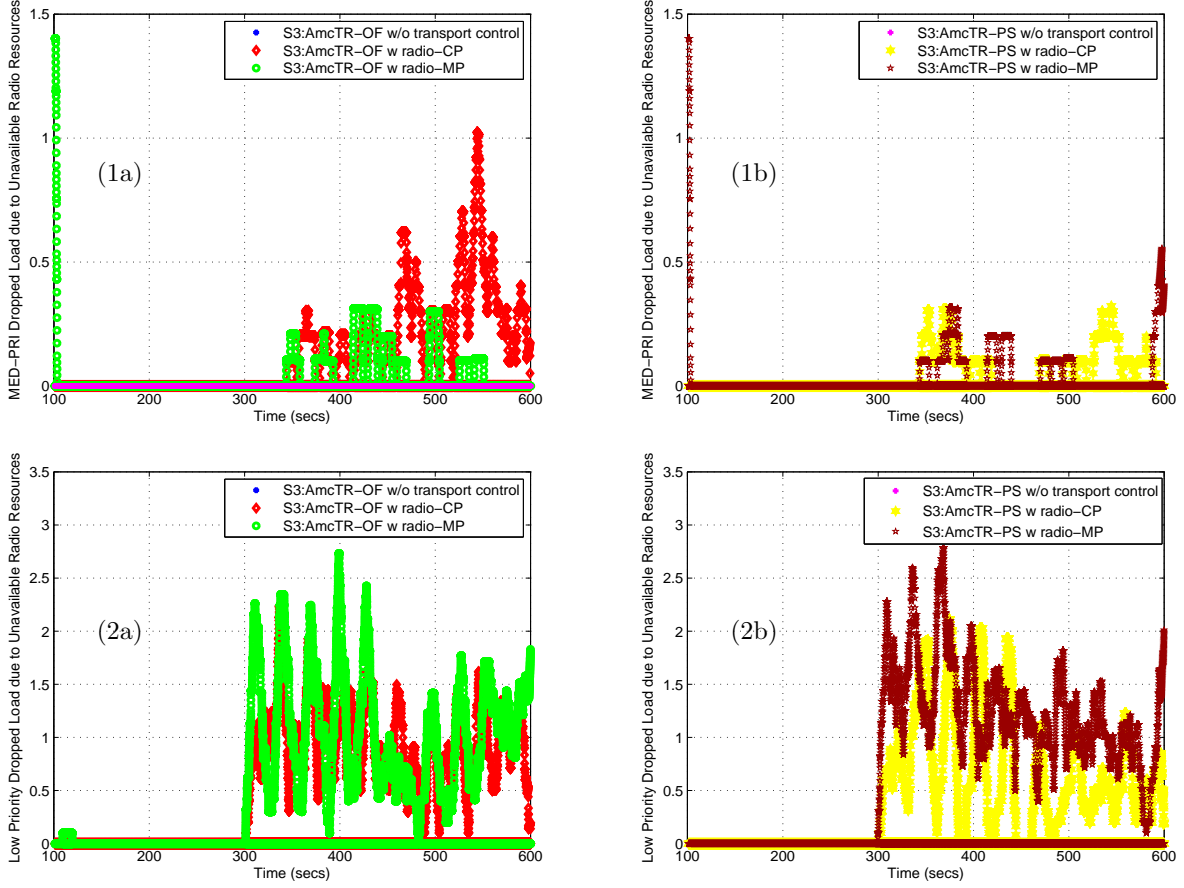 MED−PRI Dropped Load due to Unavailable Radio Resources
1.5
1
0.5
0
S3:AmcTR−OF w/o transport control
S3:AmcTR−OF w radio−CP
S3:AmcTR−OF w radio−MP
(1a)
100 200 300 400 500 600
Time (secs)
MED−PRI Dropped Load due to Unavailable Radio Resources
1.5
1
0.5
0
S3:AmcTR−PS w/o transport control
S3:AmcTR−PS w radio−CP
S3:AmcTR−PS w radio−MP
(1b)
100 200 300 400 500 600
Time (secs)
Low Priority Dropped Load due to Unavailable Radio Resources
3.5
3
2.5
2
1.5
1
0.5
0
S3:AmcTR−OF w/o transport control
S3:AmcTR−OF w radio−CP
S3:AmcTR−OF w radio−MP
(2a)
100 200 300 400 500 600
Time (secs)
Low Priority Dropped Load due to Unavailable Radio Resources
3.5
3
2.5
2
1.5
1
0.5
0
S3:AmcTR−PS w/o transport control
S3:AmcTR−PS w radio−CP
S3:AmcTR−PS w radio−MP
(2b)
100 200 300 400 500 600
Time (secs)